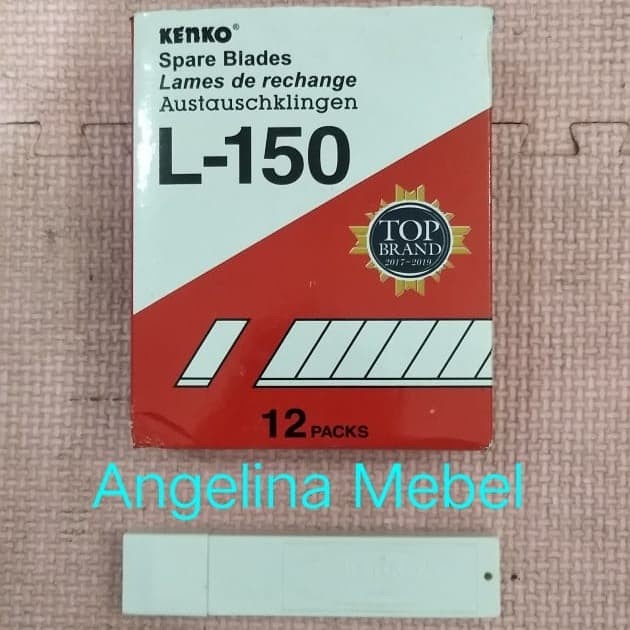 KENKO®
Spare Blades
Lames de rechange
Austauschklingen
L-150
TOP
BRAND
2017-2019
12 PACKS
Angelina Mebel